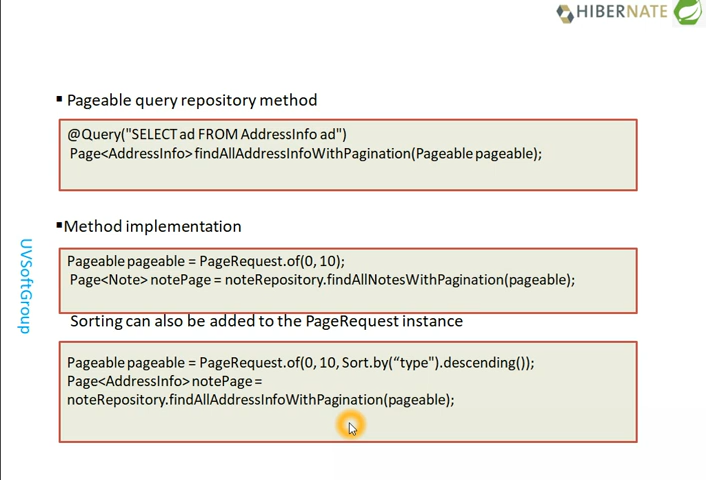 HIBERNATE
▪ Pageable query repository method
@Query("SELECT ad FROM AddressInfo ad")
Page<AddressInfo> findAllAddressInfoWithPagination(Pageable pageable);
▪Method implementation
Pageable pageable = PageRequest.of(0, 10);
Page<Note> notePage = noteRepository.findAllNotesWithPagination(pageable);
Sorting can also be added to the PageRequest instance
Pageable pageable = PageRequest.of(0, 10, Sort.by(“type").descending());
Page<AddressInfo> notePage =
noteRepository.findAllAddressInfoWithPagination(pageable);
UVSoftGroup